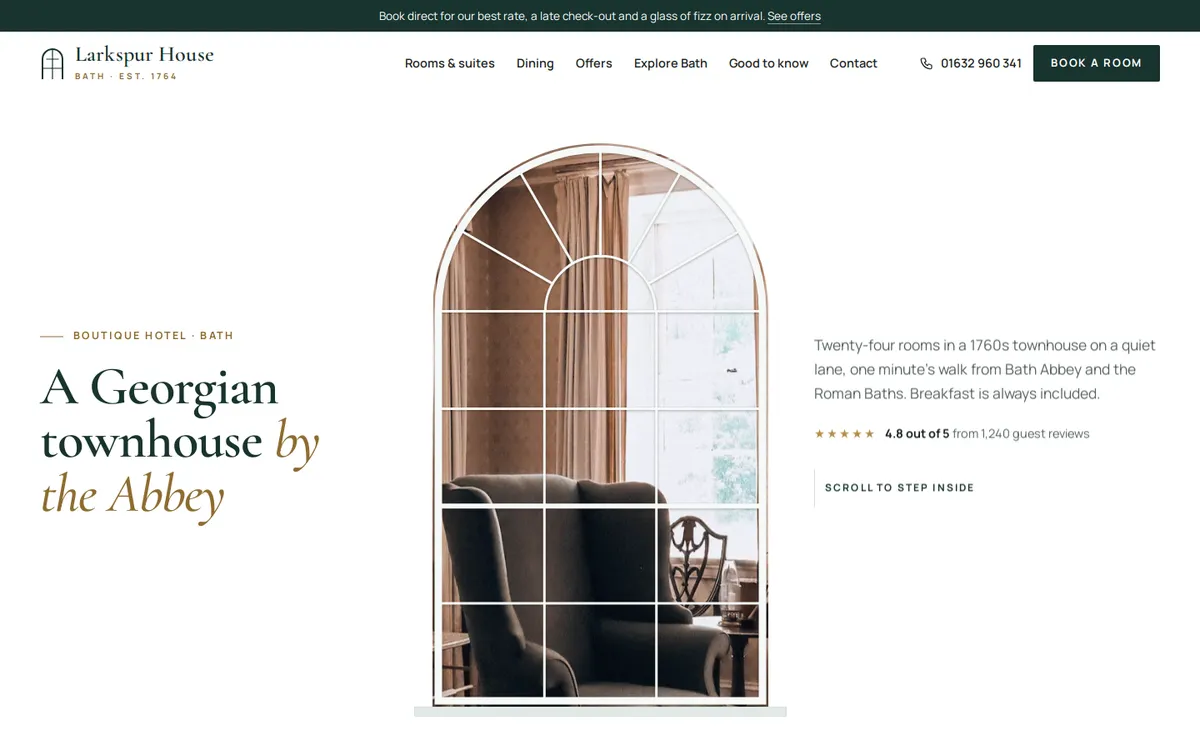 Book direct for our best rate, a late check-out and a glass of fizz on arrival. See offers
Larkspur House
BATH · EST. 1764
Rooms & suites
Dining
Offers
Explore Bath
Good to know
Contact
01632 960 341
BOOK A ROOM
BOUTIQUE HOTEL · BATH
A Georgian
townhouse by
the Abbey
Twenty-four rooms in a 1760s townhouse on a quiet
lane, one minute's walk from Bath Abbey and the
Roman Baths. Breakfast is always included.
★★★★★ 4.8 out of 5 from 1,240 guest reviews
SCROLL TO STEP INSIDE